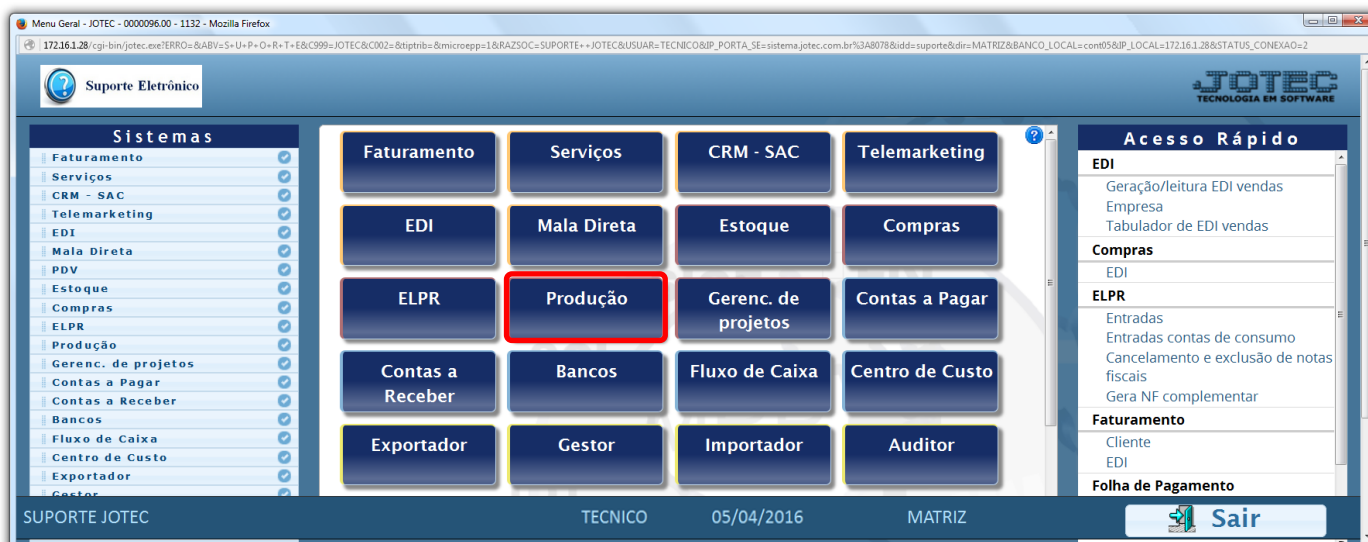 Menu Geral - JOTEC - 0000096.00 - 1132 - Mozilla Firefox
172.16.1.28/cgi-bin/jotec.exe?ERRO=&ABV=S+U+P+O+R+T+E&C999=JOTEC&C002=&tiptrib=&microepp=1&RAZSOC=SUPORTE++JOTEC&USUAR=TECNICO&IP_PORTA_SE=sistema.jotec.com.br%3A8078&idd=suporte&dir=MATRIZ&BANCO_LOCAL=cont05&IP_LOCAL=172.16.1.28&STATUS_CONEXAO=2
Suporte Eletrônico
JOTEC
TECNOLOGIA EM SOFTWARE
Sistemas
Faturamento
Serviços
CRM - SAC
Telemarketing
EDI
Mala Direta
PDV
Estoque
Compras
ELPR
Produção
Gerenc. de projetos
Contas a Pagar
Contas a Receber
Bancos
Fluxo de Caixa
Centro de Custo
Exportador
Gestor
Faturamento
Serviços
CRM - SAC
Telemarketing
EDI
Mala Direta
Estoque
Compras
ELPR
Produção
Gerenc. de
projetos
Contas a Pagar
Contas a
Receber
Bancos
Fluxo de Caixa
Centro de Custo
Exportador
Gestor
Importador
Auditor
Acesso Rápido
EDI
Geração/leitura EDI vendas
Empresa
Tabulador de EDI vendas
Compras
EDI
ELPR
Entradas
Entradas contas de consumo
Cancelamento e exclusão de notas
fiscais
Gera NF complementar
Faturamento
Cliente
EDI
Folha de Pagamento
SUPORTE JOTEC
TECNICO
05/04/2016
MATRIZ
Sair